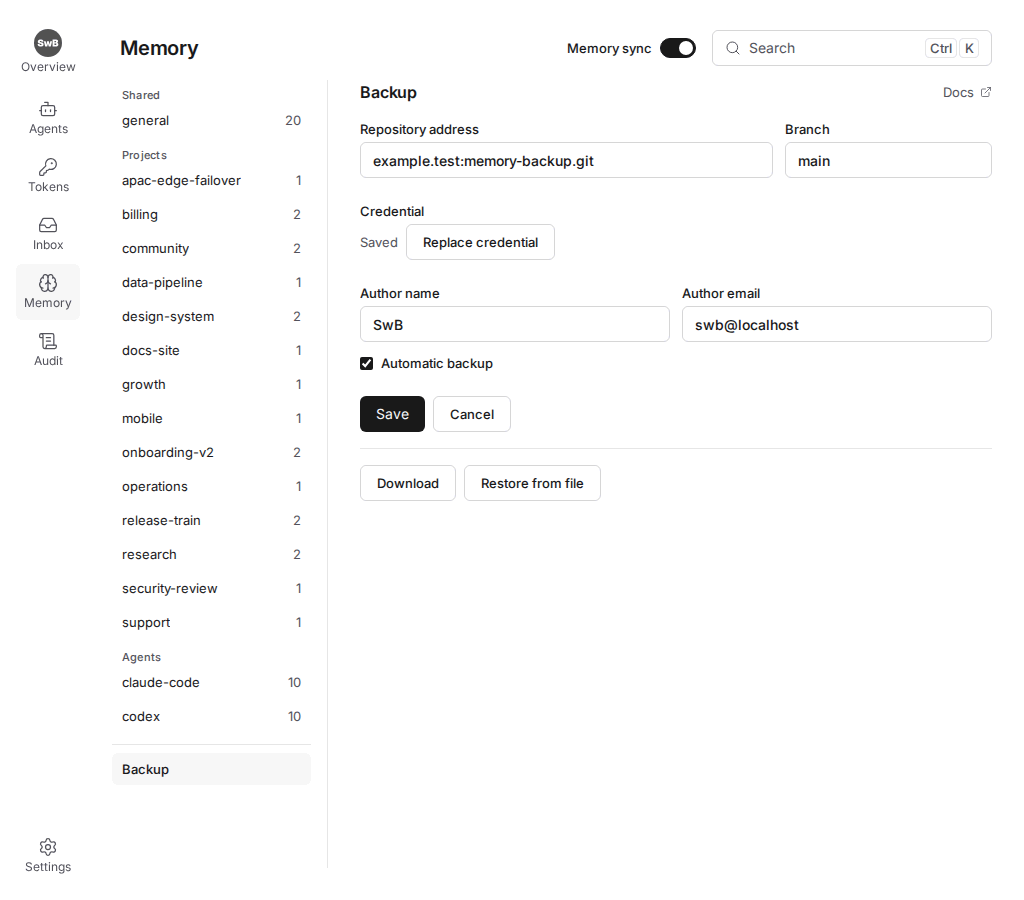 SwB
Overview
Agents
Tokens
Inbox
Memory
Audit
Settings
Memory
Memory sync
Search Ctrl K
Shared
general 20
Projects
apac-edge-failover 1
billing 2
community 2
data-pipeline 1
design-system 2
docs-site 1
growth 1
mobile 1
onboarding-v2 2
operations 1
release-train 2
research 2
security-review 1
support 1
Agents
claude-code 10
codex 10
Backup
Backup Docs
Repository address Branch
example.test:memory-backup.git main
Credential
Saved Replace credential
Author name Author email
SwB swb@localhost
Automatic backup
Save Cancel
Download Restore from file